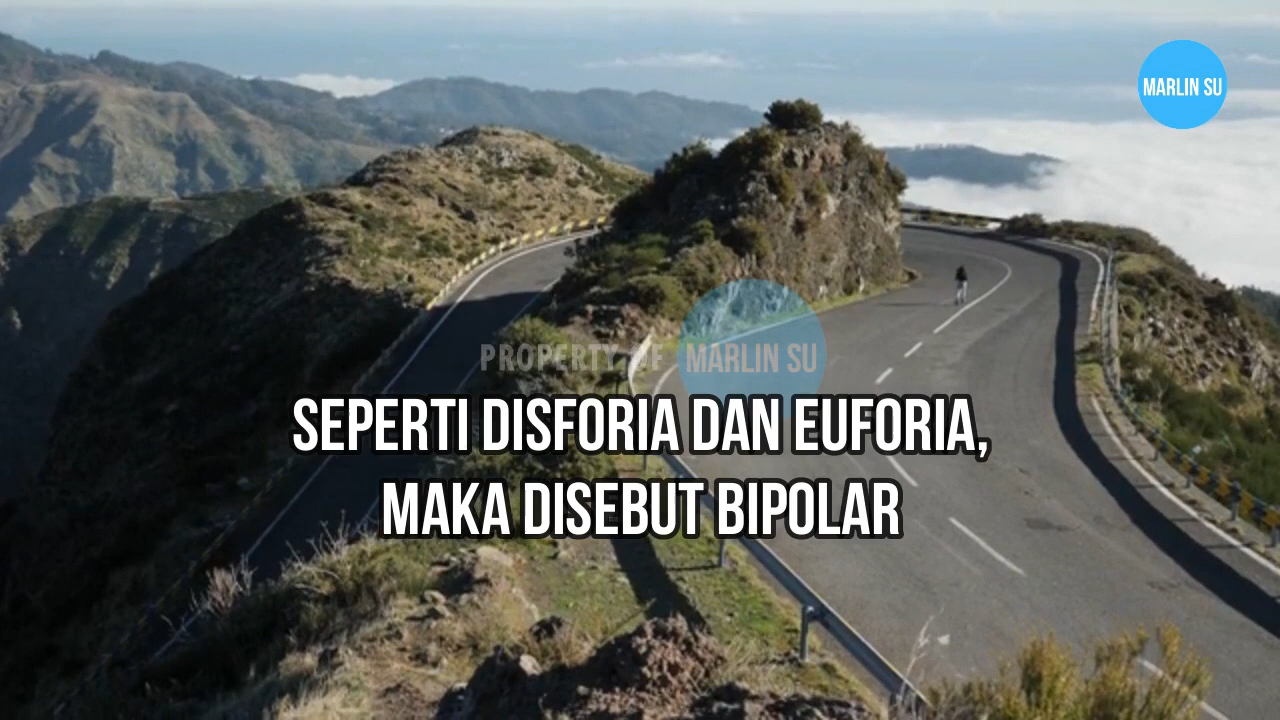 MARLIN SU
PROPERTY OF MARLIN SU
SEPERTI DISFORIA DAN EUFORIA,
MAKA DISEBUT BIPOLAR